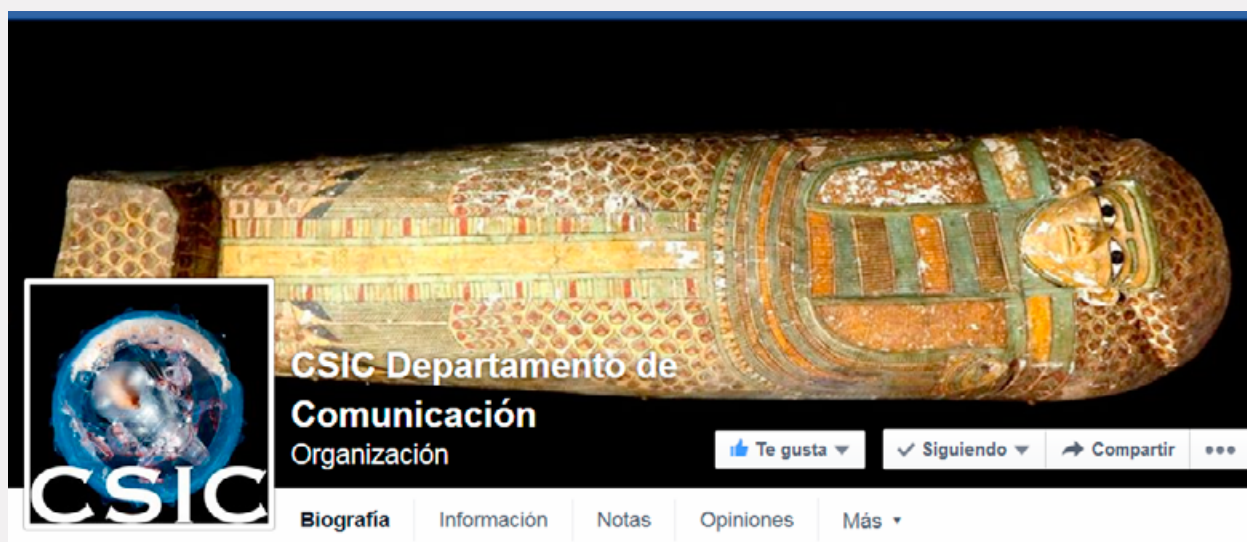 CSIC Departamento de
Comunicación
Organización
Te gusta
Siguiendo
Compartir
CSIC
Biografía
Información
Notas
Opiniones
Más